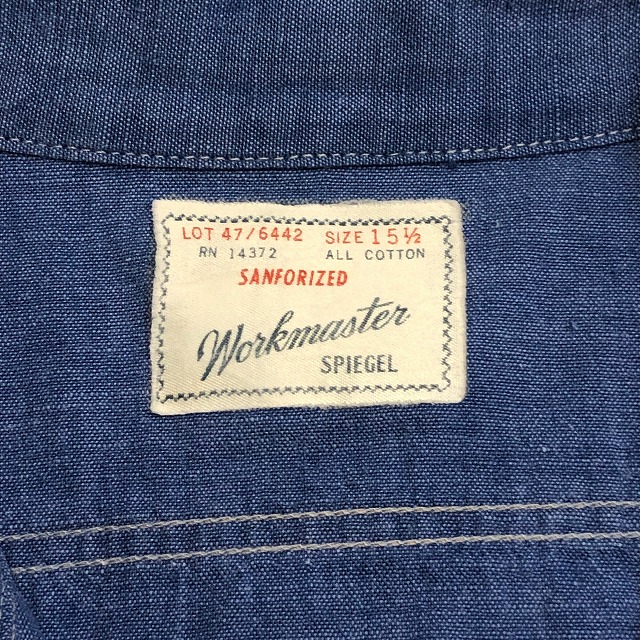 LOT 47/6442 SIZE 15½
RN 14372 ALL COTTON
SANFORIZED
Workmaster
SPIEGEL